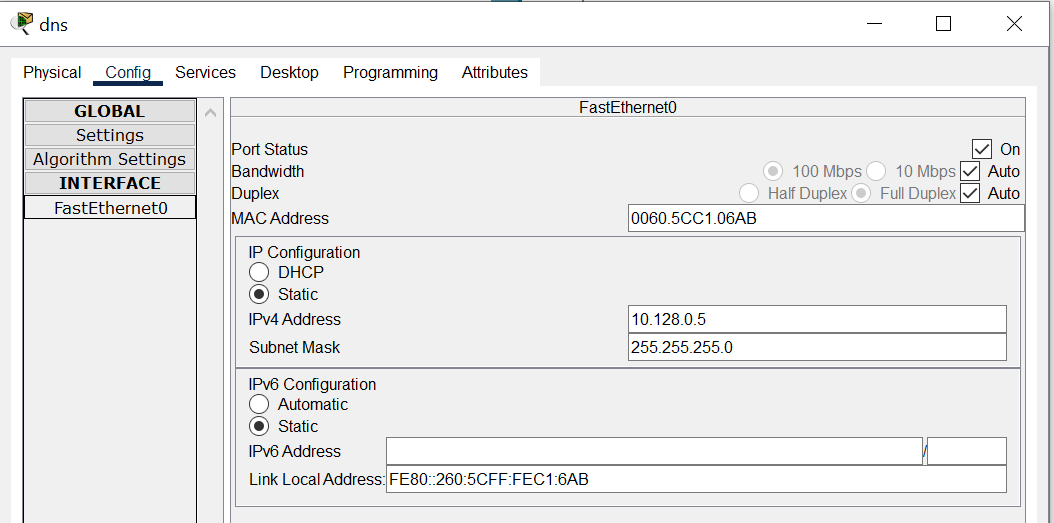 dns
Physical Config Services Desktop Programming Attributes
GLOBAL
Settings
Algorithm Settings
INTERFACE
FastEthernet0
FastEthernet0
Port Status On
Bandwidth 100 Mbps 10 Mbps Auto
Duplex Half Duplex Full Duplex Auto
MAC Address 0060.5CC1.06AB
IP Configuration
DHCP
Static
IPv4 Address 10.128.0.5
Subnet Mask 255.255.255.0
IPv6 Configuration
Automatic
Static
IPv6 Address /
Link Local Address: FE80::260:5CFF:FEC1:6AB